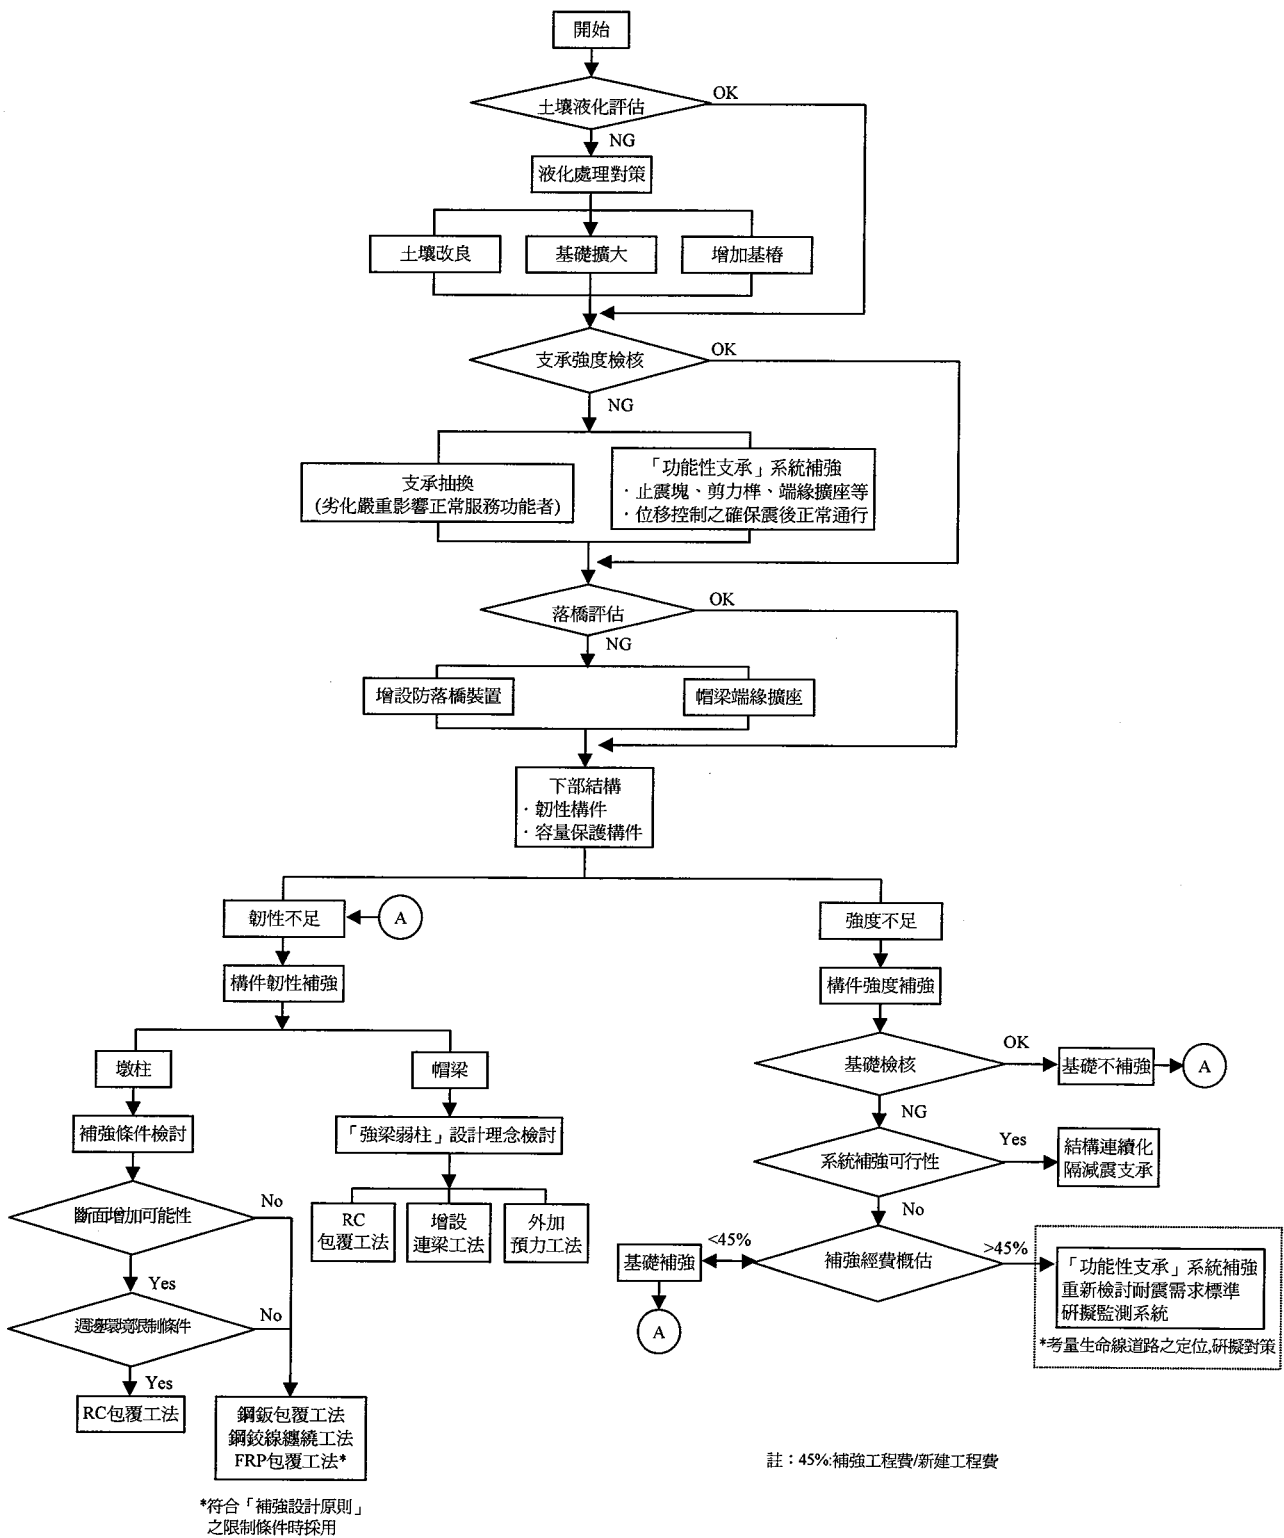 開始
土壤液化評估
OK
NG
液化處理對策
土壤改良
基礎擴大
增加基樁
支承強度檢核
OK
NG
支承抽換
(劣化嚴重影響正常服務功能者)
「功能性支承」系統補強
·止震塊、剪力榫、端緣擴座等
·位移控制之確保震後正常通行
落橋評估
OK
NG
增設防落橋裝置
帽梁端緣擴座
下部結構
·韌性構件
·容量保護構件
韌性不足
A
強度不足
構件韌性補強
構件強度補強
墩柱
帽梁
基礎檢核
OK
基礎不補強
A
補強條件檢討
「強梁弱柱」設計理念檢討
NG
系統補強可行性
Yes
結構連續化
隔減震支承
斷面增加可能性
No
RC
包覆工法
增設
連梁工法
外加
預力工法
No
基礎補強
<45%
補強經費概估
>45%
「功能性支承」系統補強
重新檢討耐震需求標準
研擬監測系統
*考量生命線道路之定位,研擬對策
Yes
週邊環境限制條件
No
A
Yes
RC包覆工法
鋼鈑包覆工法
鋼鉸線纏繞工法
FRP包覆工法*
註：45%:補強工程費/新建工程費
*符合「補強設計原則」
之限制條件時採用